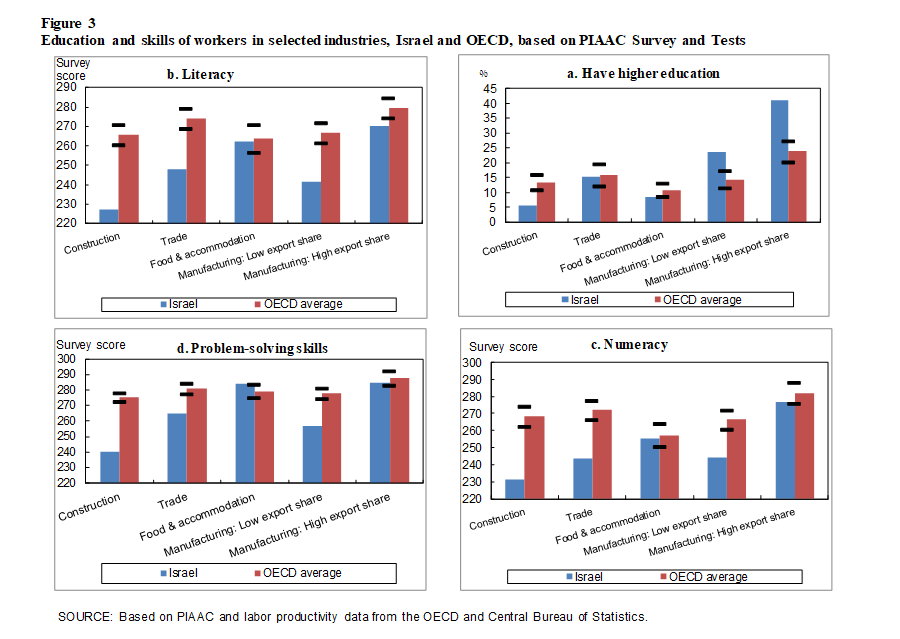 Figure 3
Education and skills of workers in selected industries, Israel and OECD, based on PIAAC Survey and Tests
Survey
score
b. Literacy
290
280
270
260
250
240
230
220
Construction
Trade
Food & accommodation
Manufacturing: Low export share
Manufacturing: High export share
Israel
OECD average
%
a. Have higher education
45
40
35
30
25
20
15
10
5
0
Construction
Trade
Food & accommodation
Manufacturing: Low export share
Manufacturing: High export share
Israel
OECD average
Survey score
d. Problem-solving skills
300
290
280
270
260
250
240
230
220
Construction
Trade
Food & accommodation
Manufacturing: Low export share
Manufacturing: High export share
Israel
OECD average
Survey score
c. Numeracy
300
290
280
270
260
250
240
230
220
Construction
Trade
Food & accommodation
Manufacturing: Low export share
Manufacturing: High export share
Israel
OECD average
SOURCE: Based on PIAAC and labor productivity data from the OECD and Central Bureau of Statistics.